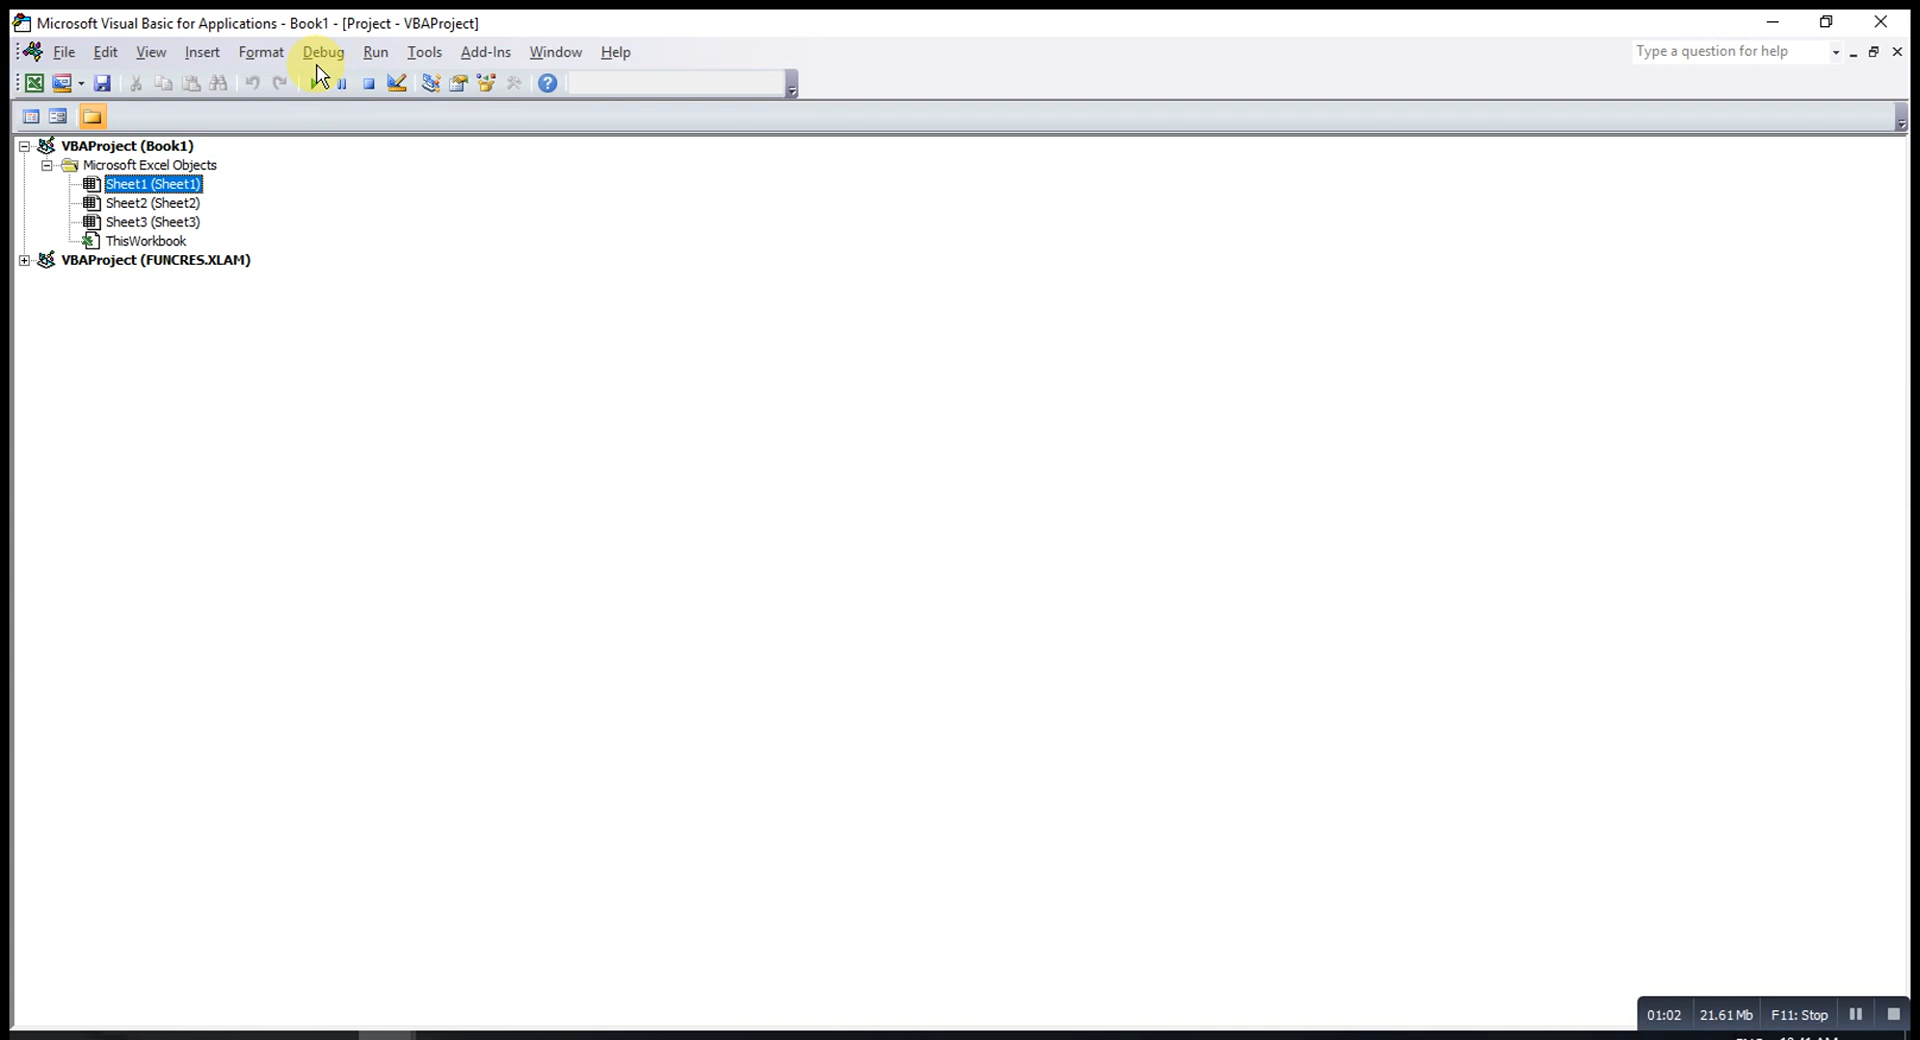 Microsoft Visual Basic for Applications - Book1 - [Project - VBAProject]
File Edit View Insert Format Debug Run Tools Add-Ins Window Help Type a question for help
VBAProject (Book1)
Microsoft Excel Objects
Sheet1 (Sheet1)
Sheet2 (Sheet2)
Sheet3 (Sheet3)
ThisWorkbook
VBAProject (FUNCRES.XLAM)
01:02 21.61 Mb F11: Stop